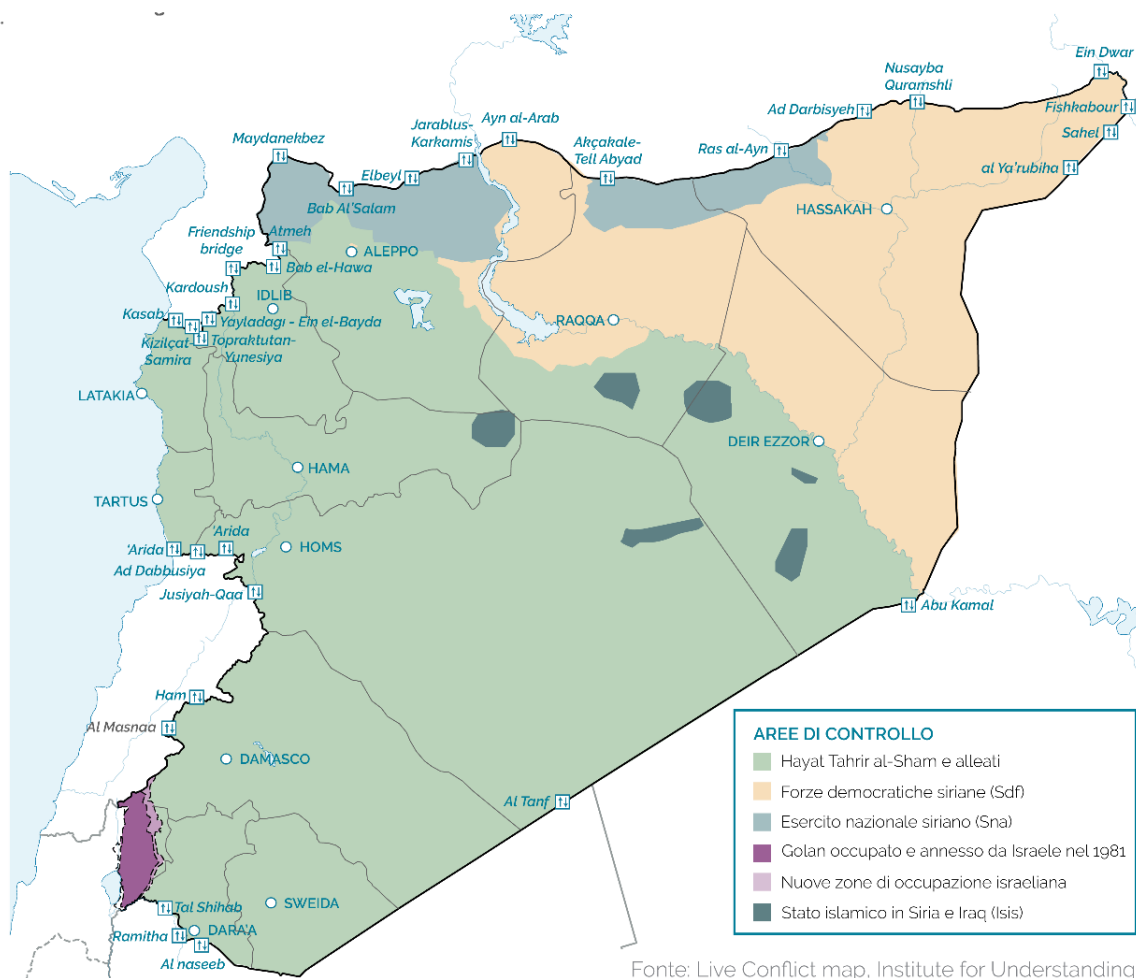 Ein Dwar
Nusayba
Quramshli
Ad Darbisyeh
Fishkabour
Sahel
al Ya'rubiha
Ayn al-Arab
Jarablus-
Karkamis
Akçakale-
Tell Abyad
Ras al-Ayn
Maydanekbez
Elbeyl
Bab Al'Salam
HASSAKAH
Friendship
bridge
Atmeh
ALEPPO
Bab el-Hawa
Kardoush
IDLIB
Kasab
Yayladagı - Ein el-Bayda
RAQQA
Kizilçat-
Samira
Topraktutan-
Yunesiya
LATAKIA
DEIR EZZOR
HAMA
TARTUS
'Arida
'Arida
HOMS
Ad Dabbusiya
Jusiyah-Qaa
Abu Kamal
Ham
Al Masnaa
DAMASCO
Al Tanf
Tal Shihab
SWEIDA
Ramitha
DARA'A
Al naseeb
AREE DI CONTROLLO
Hayat Tahrir al-Sham e alleati
Forze democratiche siriane (Sdf)
Esercito nazionale siriano (Sna)
Golan occupato e annesso da Israele nel 1981
Nuove zone di occupazione israeliana
Stato islamico in Siria e Iraq (Isis)
Fonte: Live Conflict map, Institute for Understanding